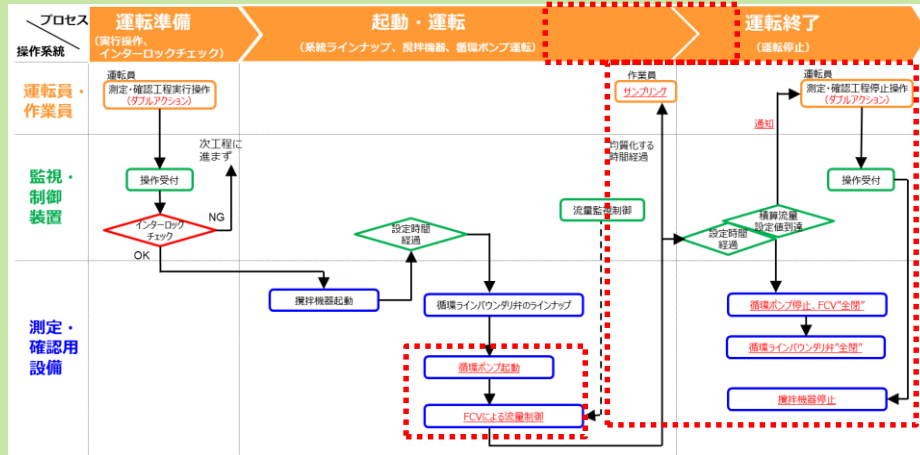 プロセス
操作系統
運転準備
(実行操作、
インターロックチェック)
起動・運転
(系統ラインナップ、撹拌機器、循環ポンプ運転)
運転終了
(運転停止)
運転員・
作業員
運転員
測定・確認工程実行操作
(ダブルアクション)
作業員
サンプリング
運転員
測定・確認工程停止操作
(ダブルアクション)
通知
監視・
制御
装置
次工程に
進まず
操作受付
インターロック
チェック
NG
OK
設定時間
経過
均質化する
時間経過
流量監視制御
設定時間
経過
積算流量
設定値到達
操作受付
測定・
確認用
設備
撹拌機器起動
循環ラインバウンダリ弁のラインナップ
循環ポンプ起動
FCVによる流量制御
循環ポンプ停止、FCV"全閉"
循環ラインバウンダリ弁"全閉"
撹拌機器停止